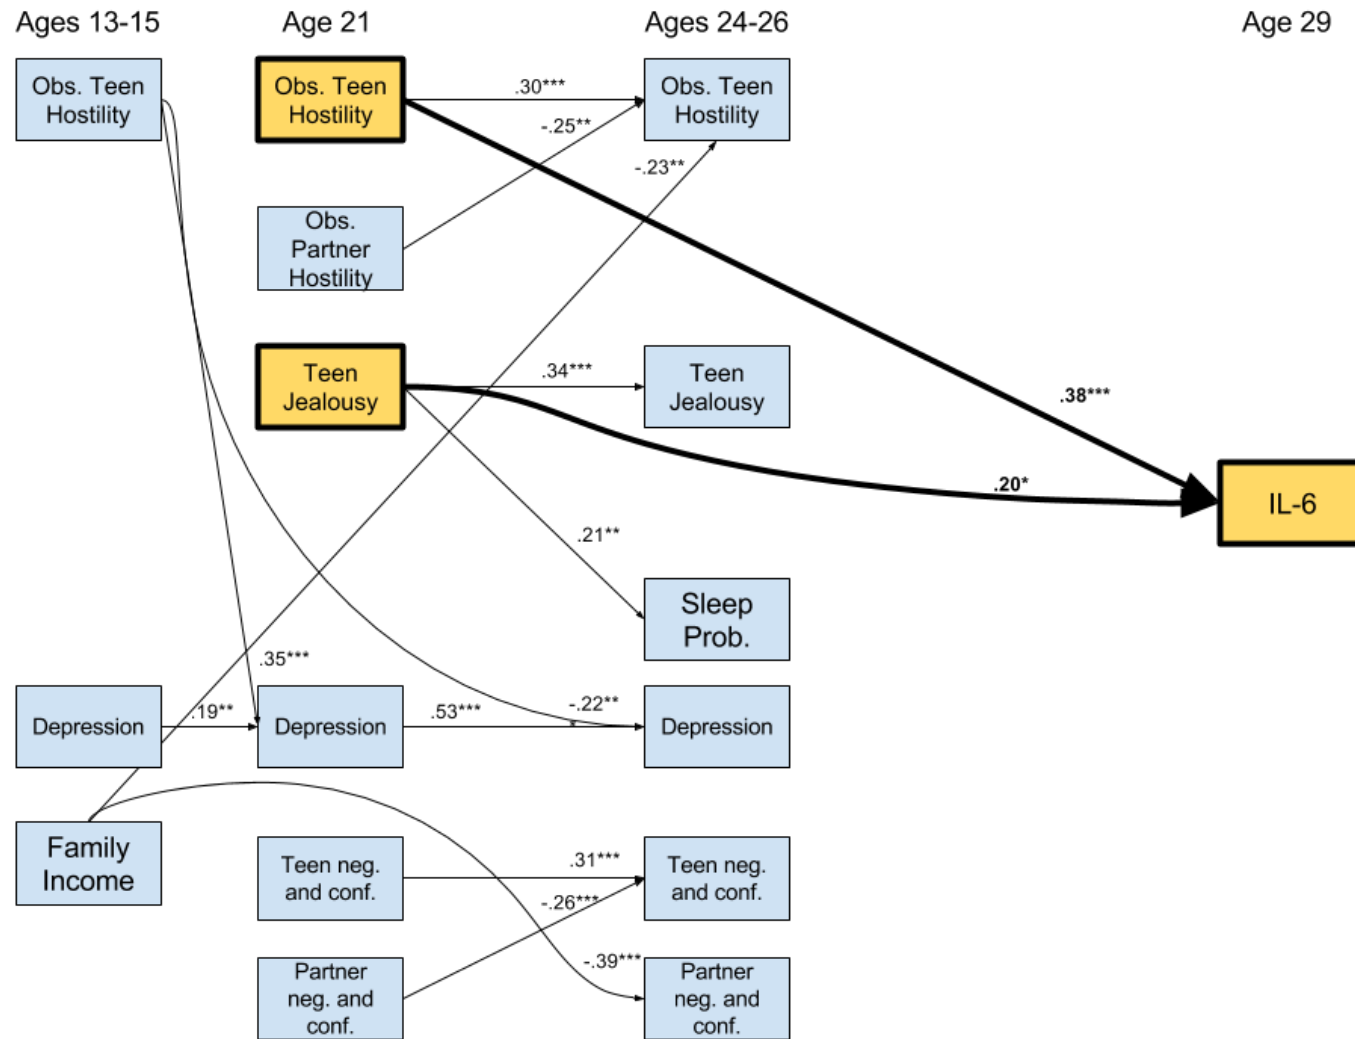 Ages 13-15
Age 21
Ages 24-26
Age 29
Obs. Teen
Hostility
Obs. Teen
Hostility
.30***
Obs. Teen
Hostility
-.25**
-.23**
Obs.
Partner
Hostility
Teen
Jealousy
.34***
Teen
Jealousy
.38***
.20*
IL-6
.21**
Sleep
Prob.
.35***
Depression
.19**
Depression
.53***
-.22**
*
Depression
Family
Income
Teen neg.
and conf.
.31***
Teen neg.
and conf.
-.26***
Partner
neg. and
conf.
-.39***
Partner
neg. and
conf.